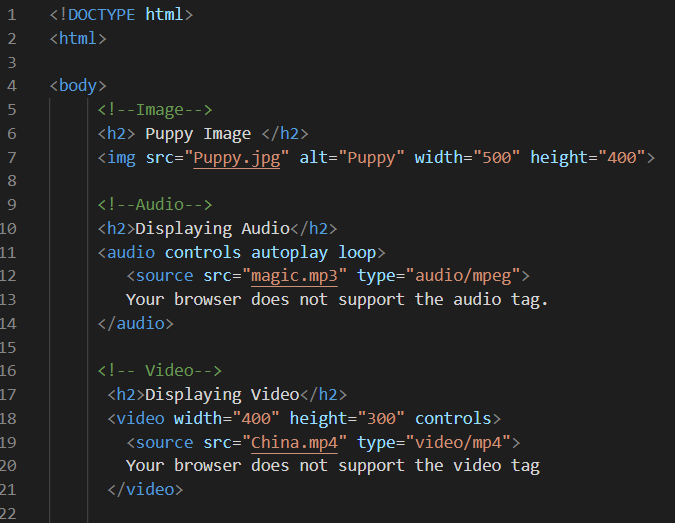 1 <!DOCTYPE html>
2 <html>
3
4 <body>
5 <!--Image-->
6 <h2> Puppy Image </h2>
7 <img src="Puppy.jpg" alt="Puppy" width="500" height="400">
8
9 <!--Audio-->
10 <h2>Displaying Audio</h2>
11 <audio controls autoplay loop>
12 <source src="magic.mp3" type="audio/mpeg">
13 Your browser does not support the audio tag.
14 </audio>
15
16 <!-- Video-->
17 <h2>Displaying Video</h2>
18 <video width="400" height="300" controls>
19 <source src="China.mp4" type="video/mp4">
20 Your browser does not support the video tag
21 </video>
22